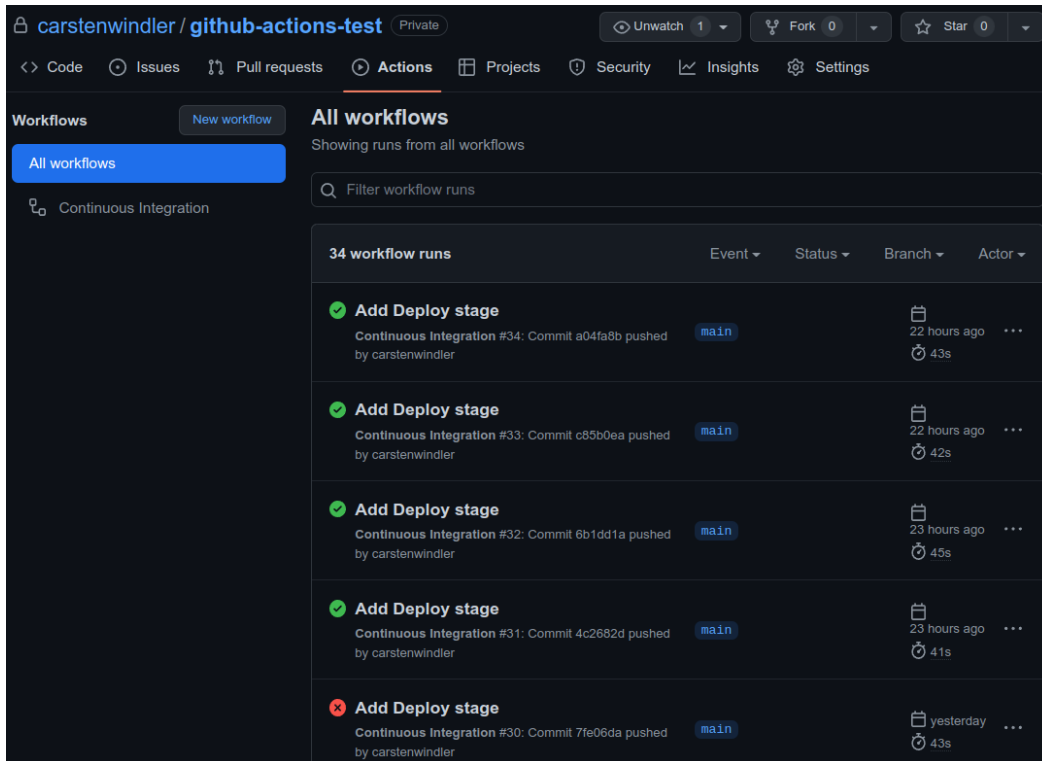 carstenwindler / github-actions-test Private
Unwatch 1 Fork 0 Star 0
Code Issues Pull requests Actions Projects Security Insights Settings
Workflows New workflow
All workflows
Continuous Integration
All workflows
Showing runs from all workflows
Filter workflow runs
34 workflow runs Event Status Branch Actor
Add Deploy stage
Continuous Integration #34: Commit a04fa8b pushed
by carstenwindler
main
22 hours ago
43s
Add Deploy stage
Continuous Integration #33: Commit c85b0ea pushed
by carstenwindler
main
22 hours ago
42s
Add Deploy stage
Continuous Integration #32: Commit 6b1dd1a pushed
by carstenwindler
main
23 hours ago
45s
Add Deploy stage
Continuous Integration #31: Commit 4c2682d pushed
by carstenwindler
main
23 hours ago
41s
Add Deploy stage
Continuous Integration #30: Commit 7fe06da pushed
by carstenwindler
main
yesterday
43s